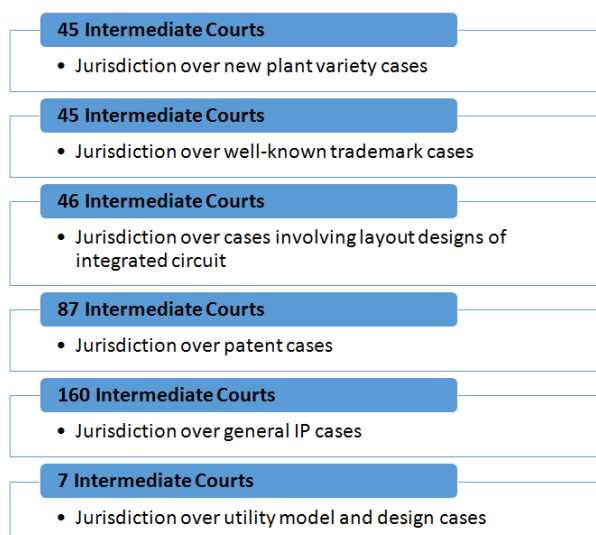 45 Intermediate Courts
• Jurisdiction over new plant variety cases
45 Intermediate Courts
• Jurisdiction over well-known trademark cases
46 Intermediate Courts
• Jurisdiction over cases involving layout designs of
integrated circuit
87 Intermediate Courts
• Jurisdiction over patent cases
160 Intermediate Courts
• Jurisdiction over general IP cases
7 Intermediate Courts
• Jurisdiction over utility model and design cases